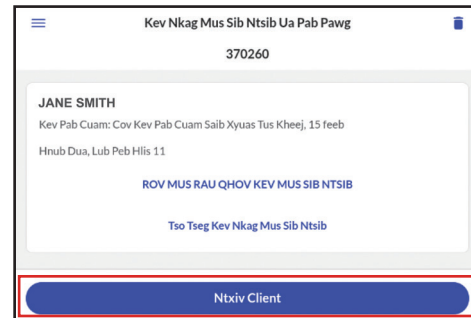 Kev Nkag Mus Sib Ntsib Ua Pab Pawg
370260
JANE SMITH
Kev Pab Cuam: Cov Kev Pab Cuam Saib Xyuas Tus Kheej, 15 feeb
Hnub Dua, Lub Peb Hlis 11
ROV MUS RAU QHOV KEV MUS SIB NTSIB
Tso Tseg Kev Nkag Mus Sib Ntsib
Ntxiv Client